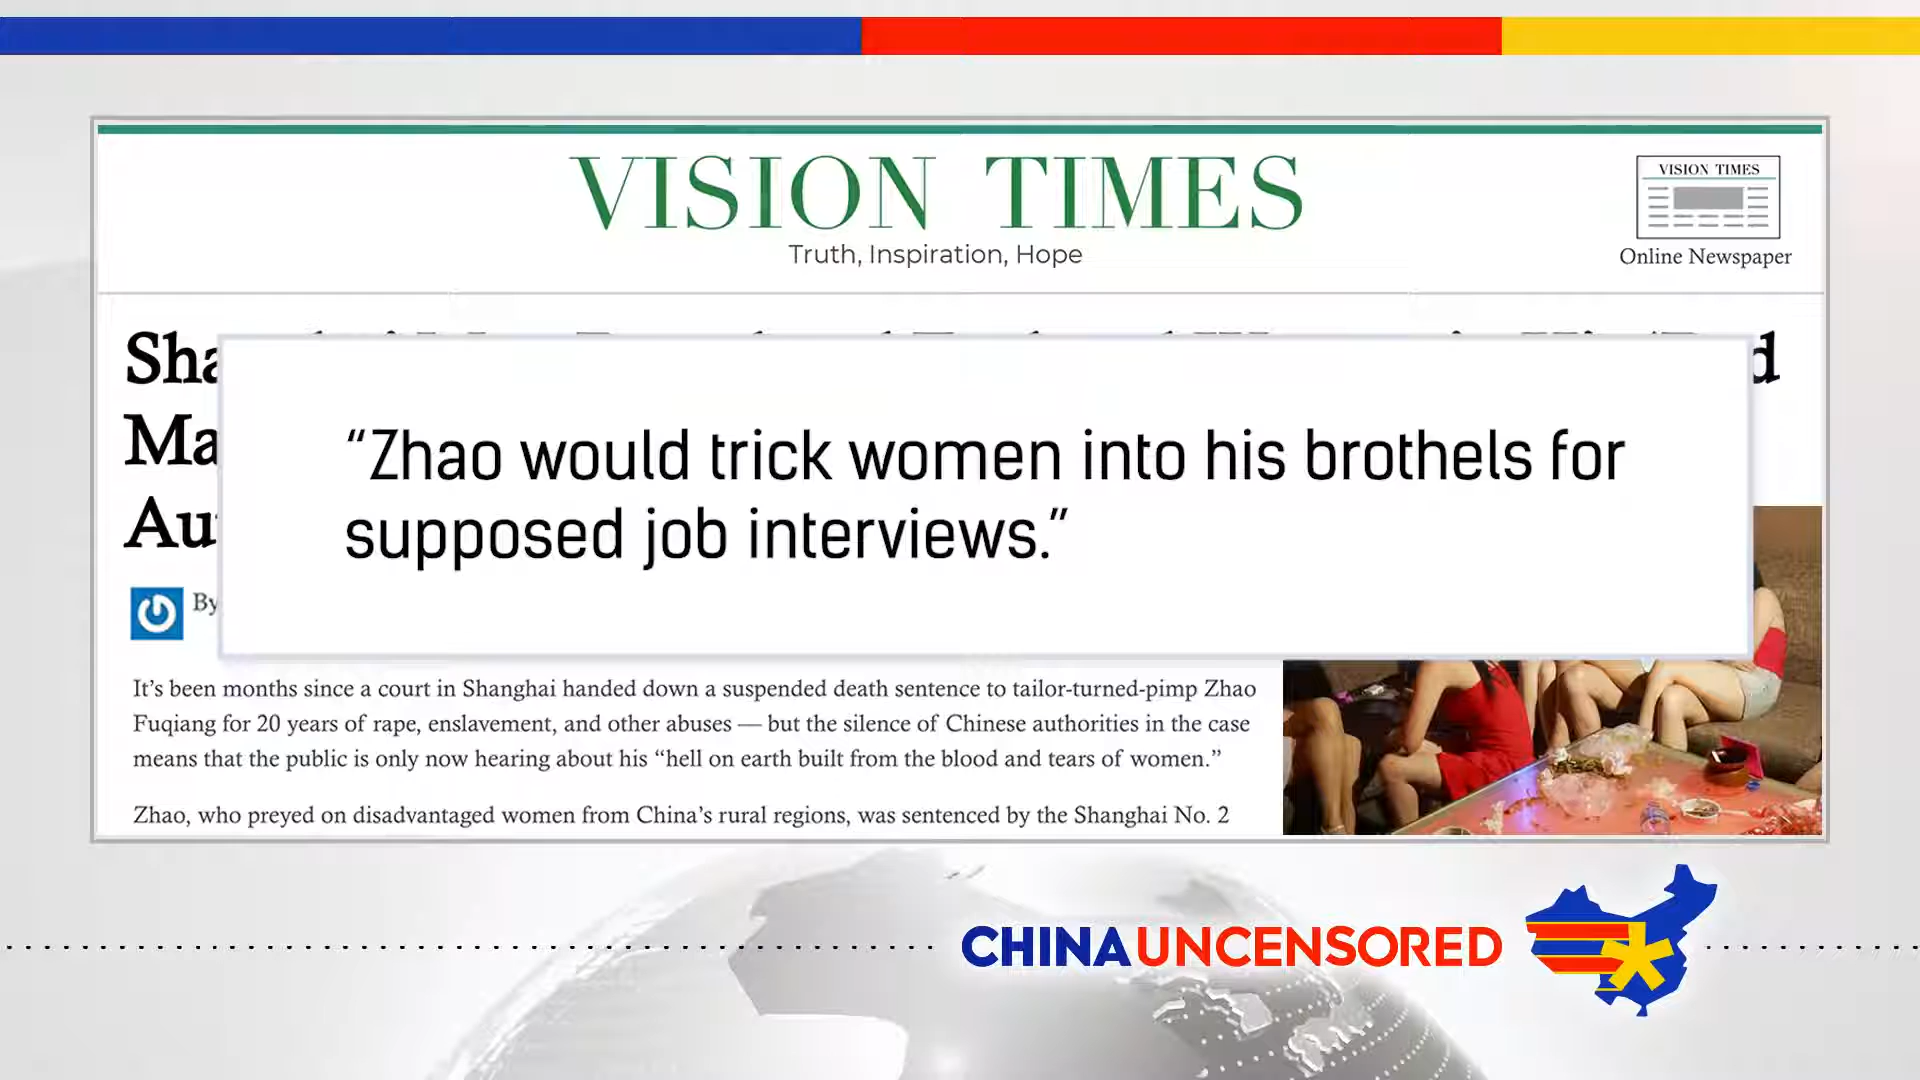 VISION TIMES
Truth, Inspiration, Hope
VISION TIMES
Online Newspaper
“Zhao would trick women into his brothels for
supposed job interviews.”
By
It’s been months since a court in Shanghai handed down a suspended death sentence to tailor-turned-pimp Zhao
Fuqiang for 20 years of rape, enslavement, and other abuses — but the silence of Chinese authorities in the case
means that the public is only now hearing about his “hell on earth built from the blood and tears of women.”
Zhao, who preyed on disadvantaged women from China’s rural regions, was sentenced by the Shanghai No. 2
CHINA UNCENSORED